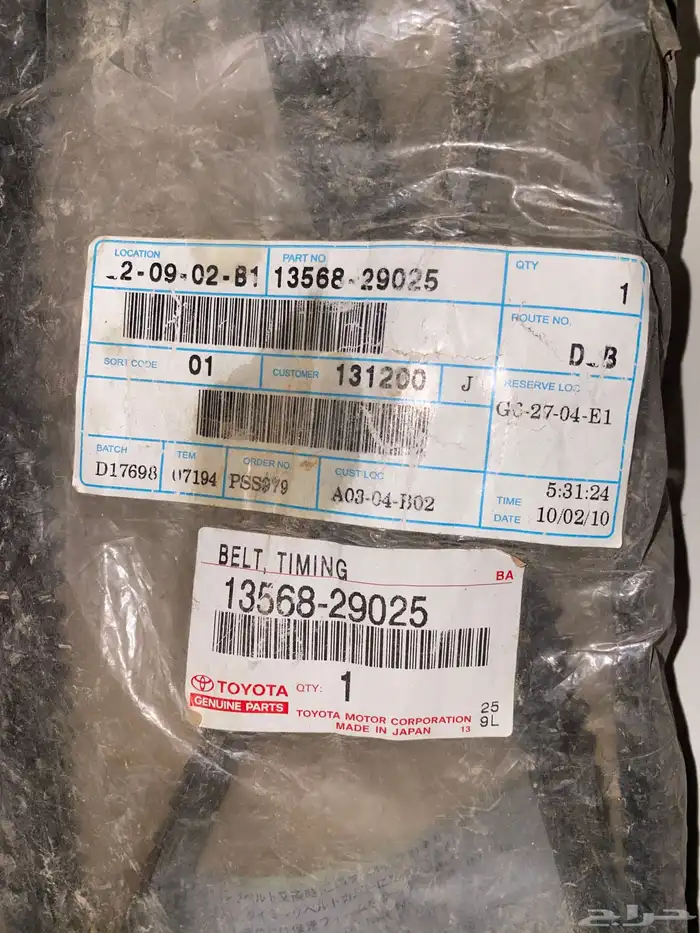 LOCATION
2-09-02-B1
PART NO
13568-29025
QTY
1
ROUTE NO.
SORT CODE
01
CUSTOMER
131200
J
RESERVE LOC
-27-04-E1
BATCH
D17698
ITEM
07194
ORDER NO.
CUST LOC
A03-04-B02
TIME
5:31:24
DATE
10/02/10
BELT, TIMING
BA
13568-29025
TOYOTA
GENUINE PARTS
QTY:
1
TOYOTA MOTOR CORPORATION
MADE IN JAPAN
13
25
9L
حراج